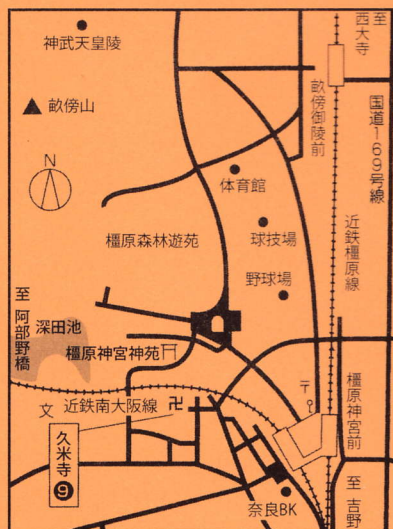 神武天皇陵
畝傍山
N
至西大寺
畝傍御陵前
国道169号線
体育館
橿原森林遊苑
球技場
近鉄橿原線
野球場
至阿部野橋
深田池
橿原神宮神苑
文
近鉄南大阪線
卍
〒
橿原神宮前
久米寺
❾
奈良BK
至吉野